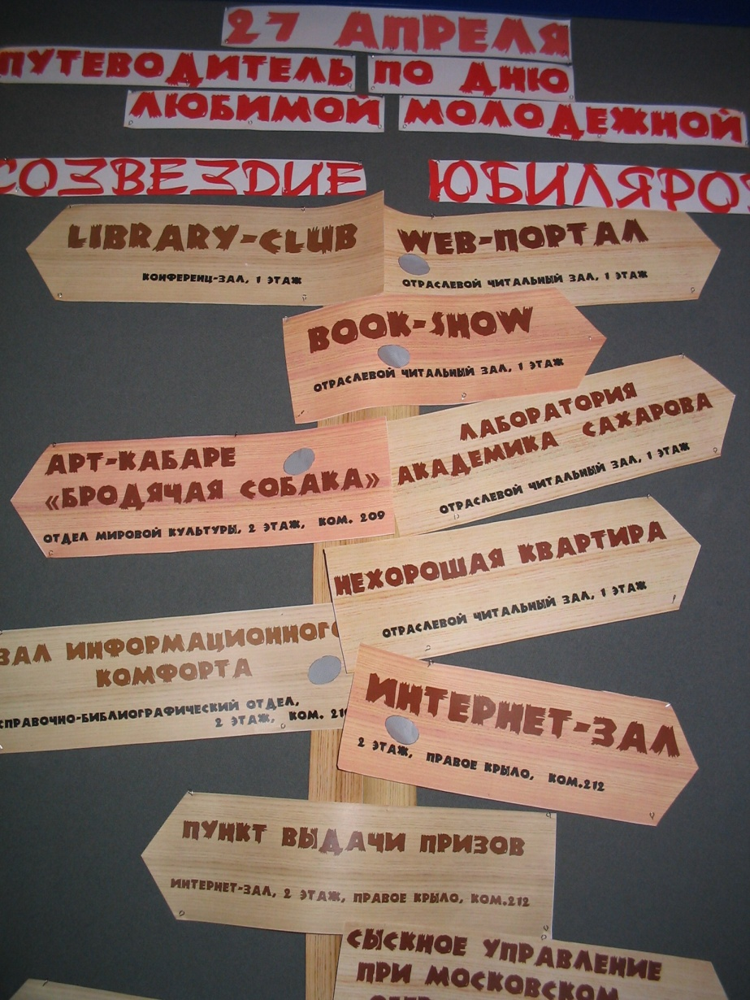 27 АПРЕЛЯ
ПУТЕВОДИТЕЛЬ ПО ДНЮ
ЛЮБИМОЙ МОЛОДЕЖНОЙ
СОЗВЕЗДИЕ ЮБИЛЯРО
LIBRARY-CLUB
КОНФЕРЕНЦ-ЗАЛ, 1 ЭТАЖ
WEB-ПОРТАЛ
ОТРАСЛЕВОЙ ЧИТАЛЬНЫЙ ЗАЛ, 1 ЭТАЖ
BOOK-SHOW
ОТРАСЛЕВОЙ ЧИТАЛЬНЫЙ ЗАЛ, 1 ЭТАЖ
ЛАБОРАТОРИЯ
АКАДЕМИКА САХАРОВА
ОТРАСЛЕВОЙ ЧИТАЛЬНЫЙ ЗАЛ, 1 ЭТАЖ
АРТ-КАБАРЕ
«БРОДЯЧАЯ СОБАКА»
ОТДЕЛ МИРОВОЙ КУЛЬТУРЫ, 2 ЭТАЖ, КОМ. 209
НЕХОРОШАЯ КВАРТИРА
ОТРАСЛЕВОЙ ЧИТАЛЬНЫЙ ЗАЛ, 1 ЭТАЖ
ЗАЛ ИНФОРМАЦИОННОГО
КОМФОРТА
СПРАВОЧНО-БИБЛИОГРАФИЧЕСКИЙ ОТДЕЛ,
2 ЭТАЖ, КОМ.
ИНТЕРНЕТ-ЗАЛ
2 ЭТАЖ, ПРАВОЕ КРЫЛО, КОМ.212
ПУНКТ ВЫДАЧИ ПРИЗОВ
ИНТЕРНЕТ-ЗАЛ, 2 ЭТАЖ, ПРАВОЕ КРЫЛО, КОМ.212
СЫСКНОЕ УПРАВЛЕНИЕ
ПРИ МОСКОВСКОМ